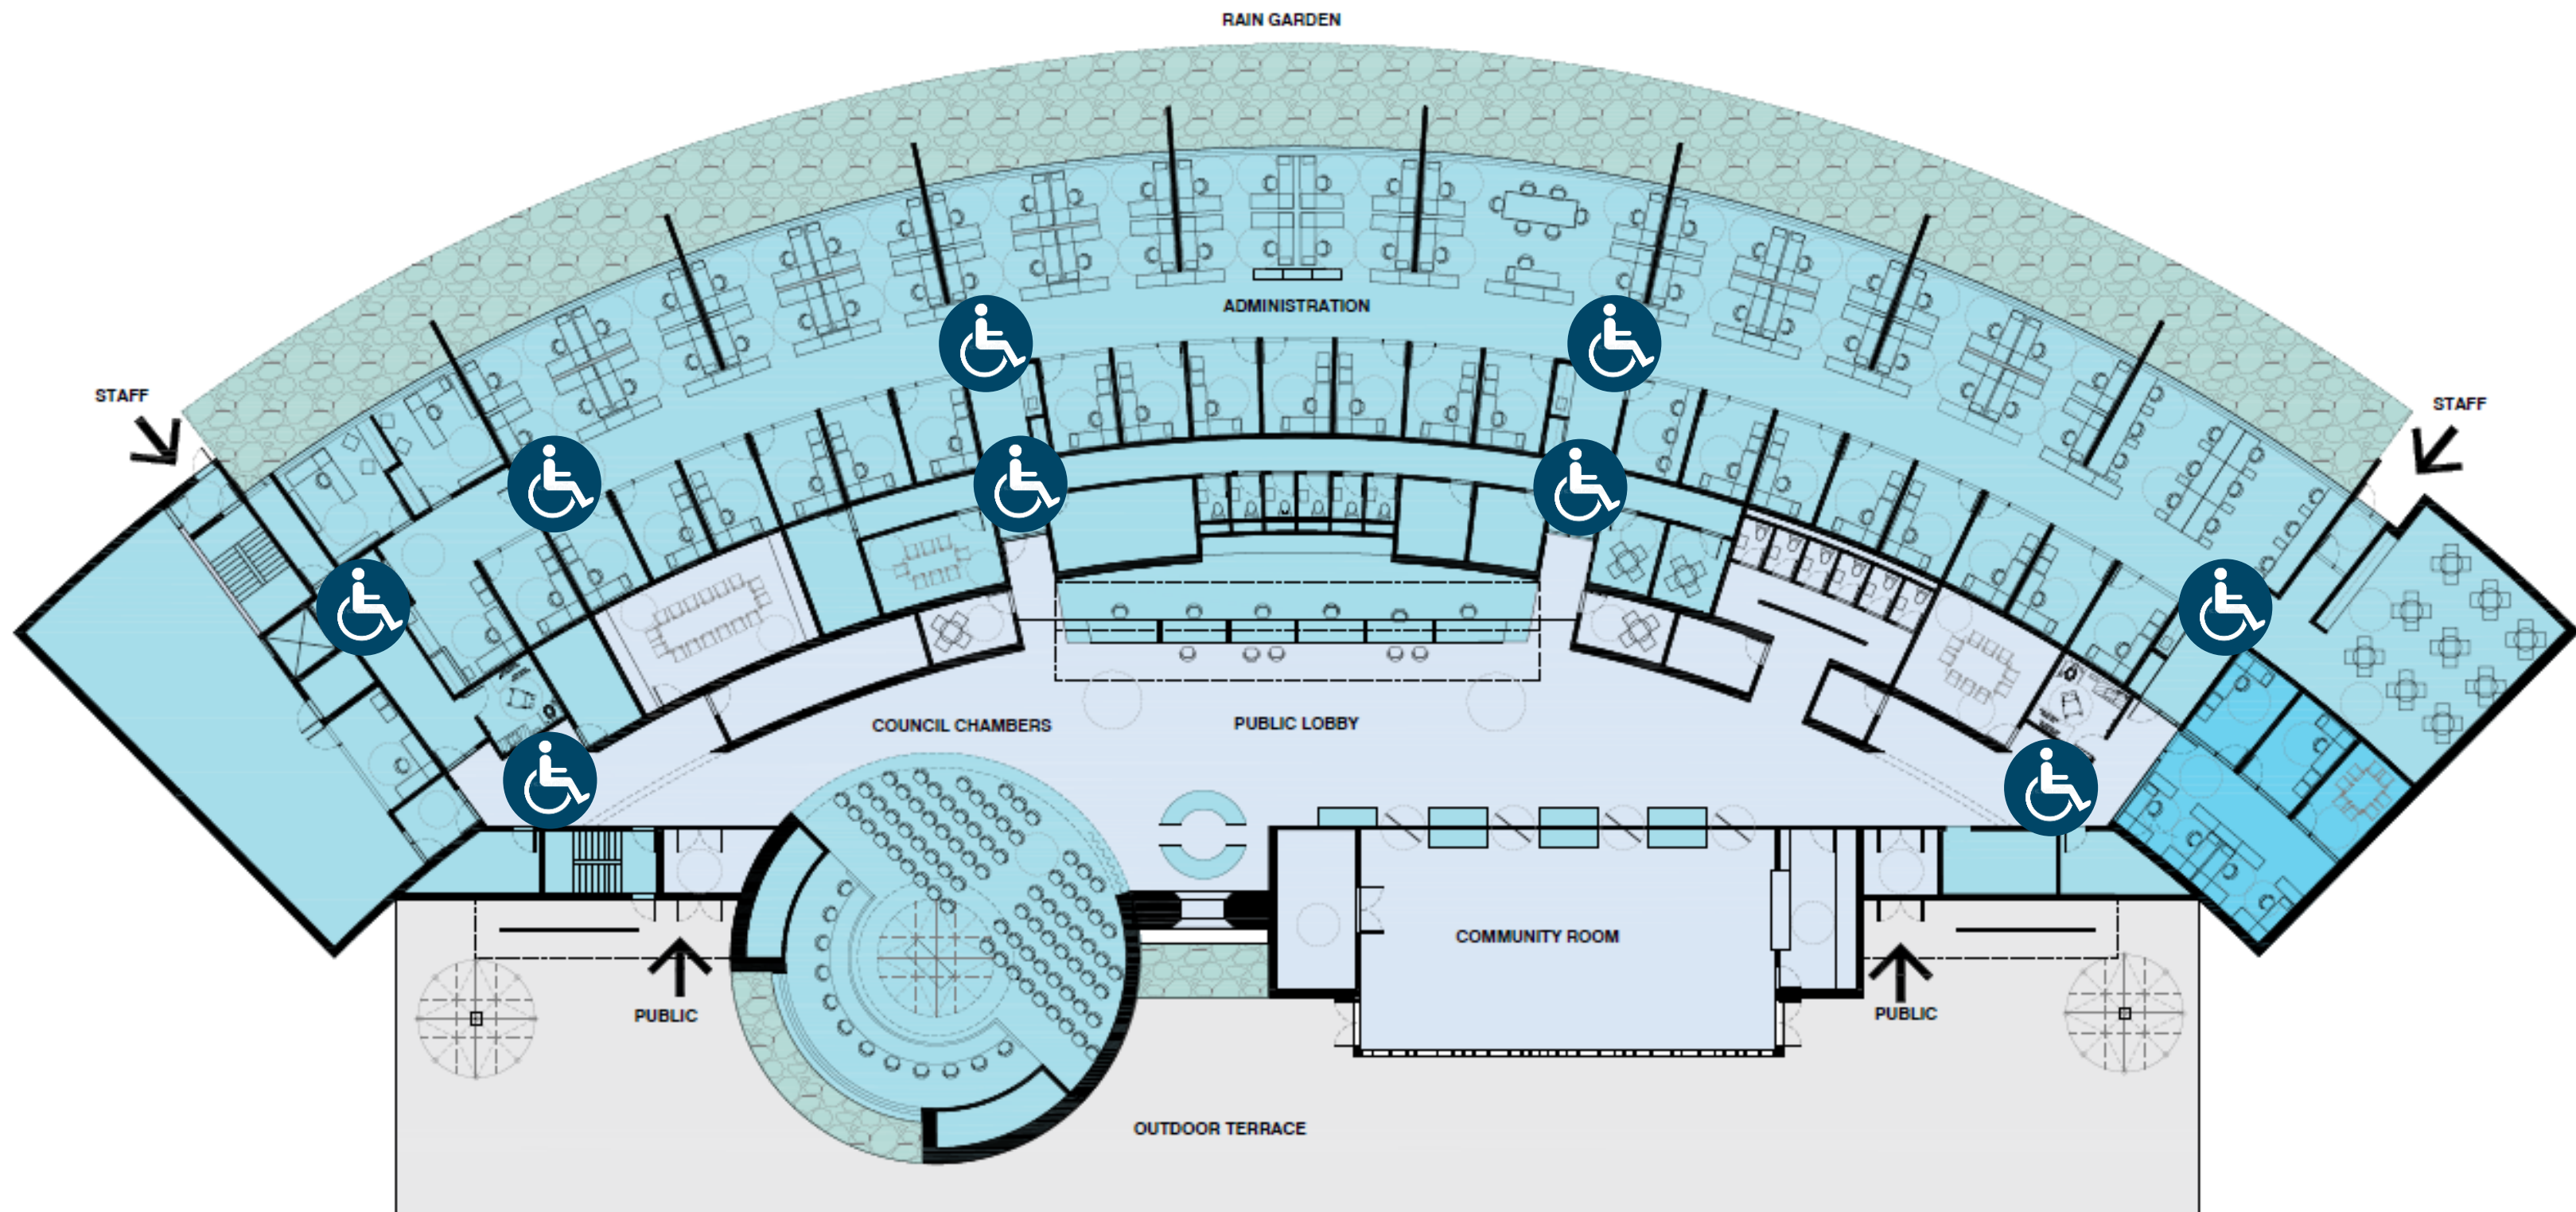 RAIN GARDEN
ADMINISTRATION
STAFF
STAFF
COUNCIL CHAMBERS
PUBLIC LOBBY
COMMUNITY ROOM
PUBLIC
PUBLIC
OUTDOOR TERRACE